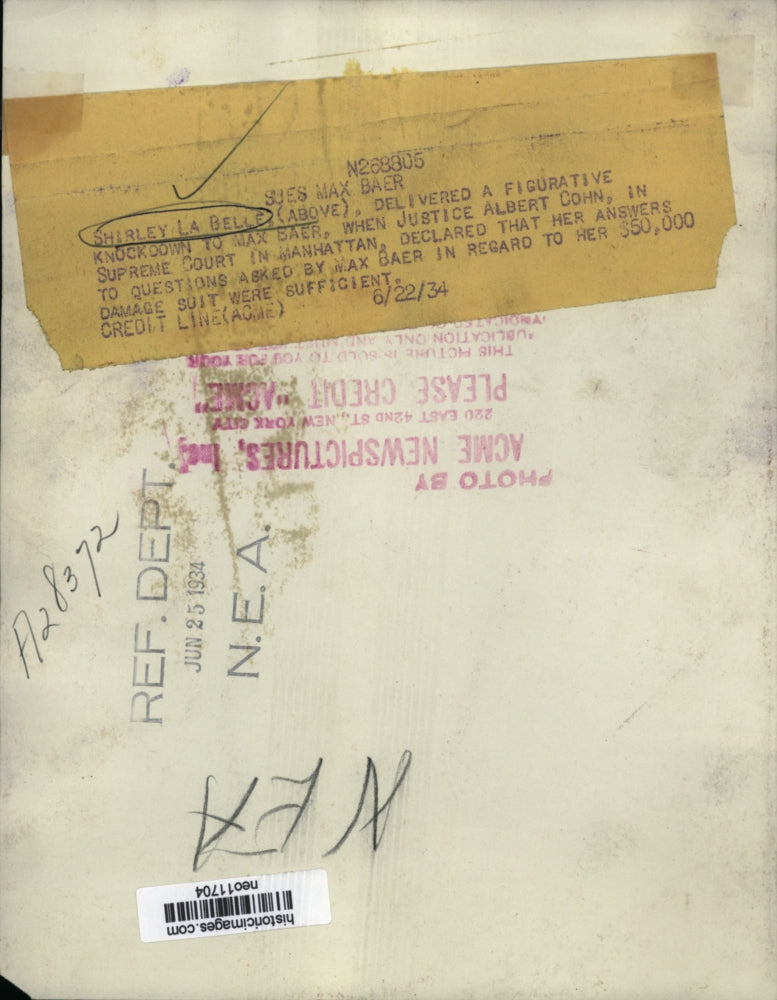 N268805
SUES MAX BAER
SHIRLEY LA BELLE (ABOVE), DELIVERED A FIGURATIVE
KNOCKDOWN TO MAX BAER, WHEN JUSTICE ALBERT COHN, IN
SUPREME COURT IN MANHATTAN, DECLARED THAT HER ANSWERS
TO QUESTIONS ASKED BY MAX BAER IN REGARD TO HER $50,000
DAMAGE SUIT WERE SUFFICIENT.
CREDIT LINE(ACME) 6/22/34
PHOTO BY
ACME NEWSPICTURES, Inc.
220 EAST 42ND ST., NEW YORK CITY
PLEASE CREDIT "ACME"
THIS PICTURE IS SOLD TO YOU FOR YOUR
PUBLICATION ONLY AND MUST
A28372
REF. DEPT.
JUN 25 1934
N. E. A.
NEA
historicimages.com
neo11704